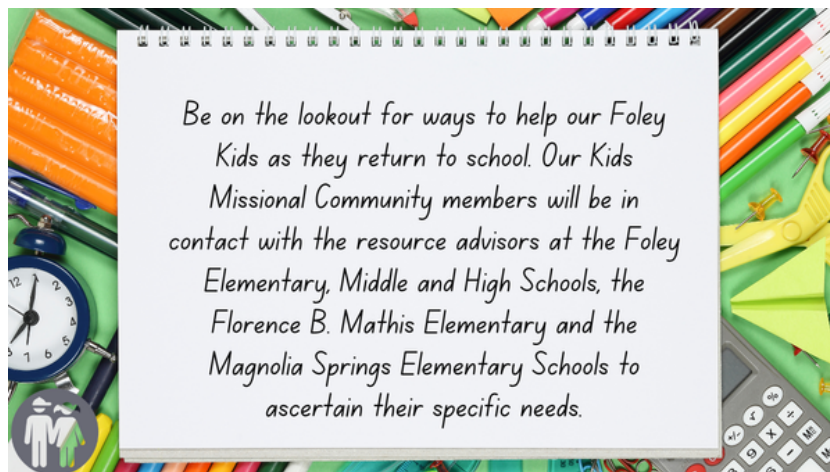 Be on the lookout for ways to help our Foley
Kids as they return to school. Our Kids
Missional Community members will be in
contact with the resource advisors at the Foley
Elementary, Middle and High Schools, the
Florence B. Mathis Elementary and the
Magnolia Springs Elementary Schools to
ascertain their specific needs.